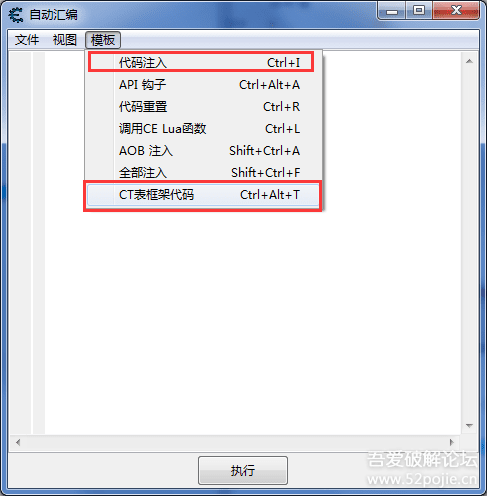 自动汇编
文件 视图 模板
代码注入 Ctrl+I
API 钩子 Ctrl+Alt+A
代码重置 Ctrl+R
调用CE Lua函数 Ctrl+L
AOB 注入 Shift+Ctrl+A
全部注入 Shift+Ctrl+F
CT表框架代码 Ctrl+Alt+T
执行
吾爱破解论坛
www.52pojie.cn